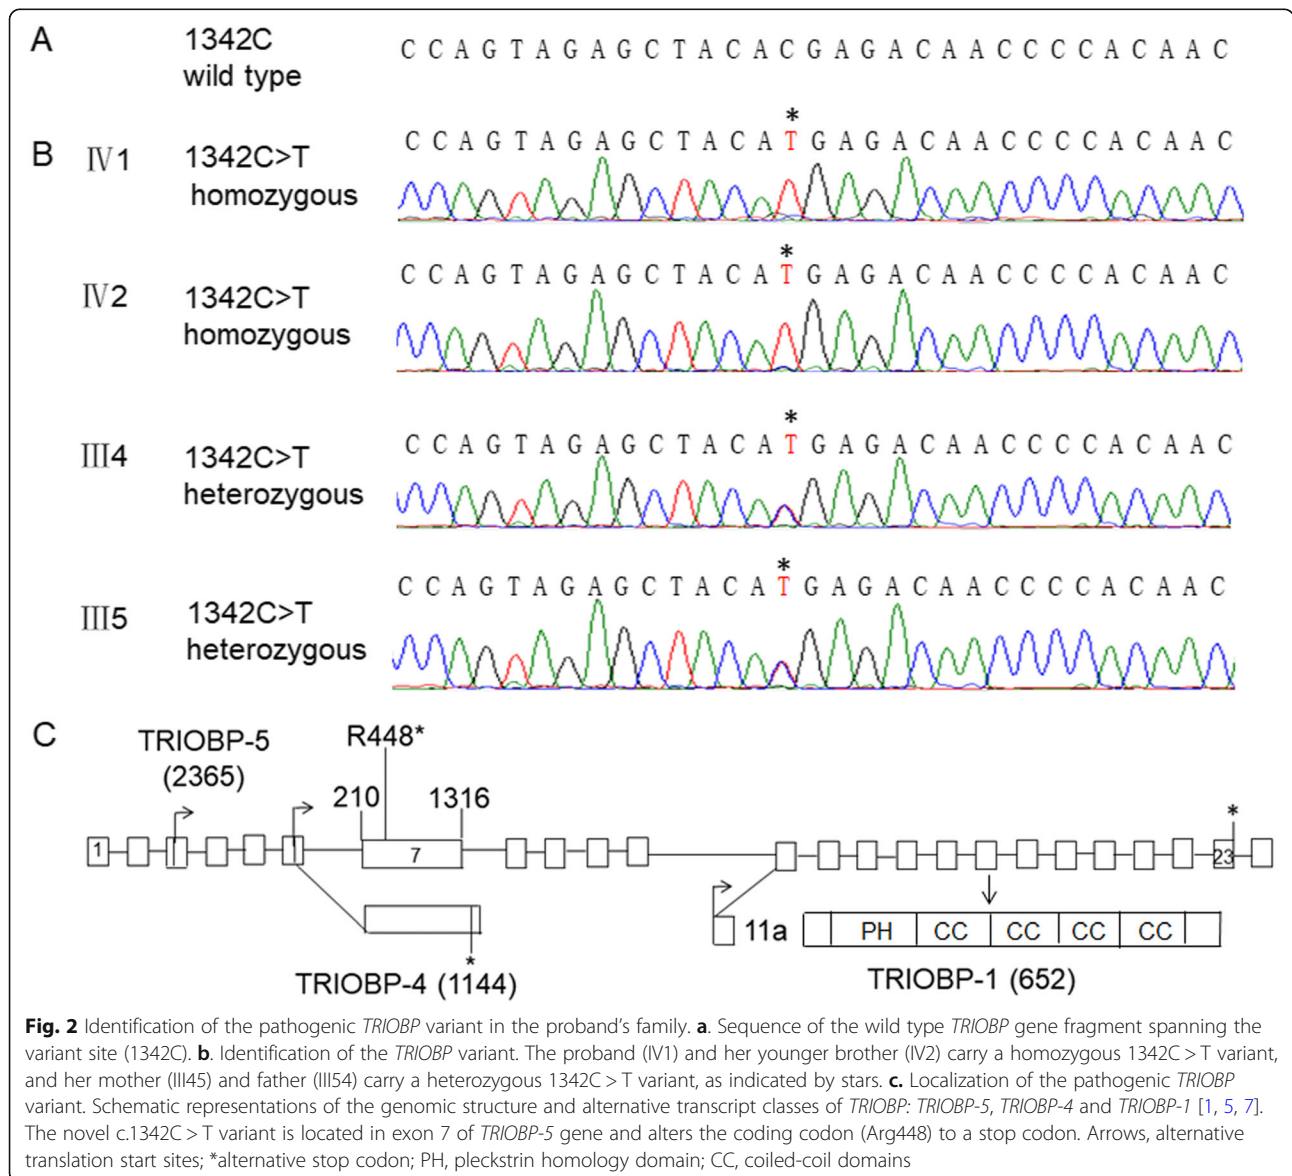 A
1342C
wild type
C C A G T A G A G C T A C A C G A G A C A A C C C C A C A A C
B
Ⅳ1
1342C>T
homozygous
*
C C A G T A G A G C T A C A T G A G A C A A C C C C A C A A C
Ⅳ2
1342C>T
homozygous
*
C C A G T A G A G C T A C A T G A G A C A A C C C C A C A A C
Ⅲ4
1342C>T
heterozygous
*
C C A G T A G A G C T A C A T G A G A C A A C C C C A C A A C
Ⅲ5
1342C>T
heterozygous
*
C C A G T A G A G C T A C A T G A G A C A A C C C C A C A A C
C
TRIOBP-5
(2365)
R448*
210
1316
*
1
7
23
11a
PH CC CC CC CC
*
TRIOBP-4 (1144)
TRIOBP-1 (652)
Fig. 2 Identification of the pathogenic TRIOBP variant in the proband's family. a. Sequence of the wild type TRIOBP gene fragment spanning the
variant site (1342C). b. Identification of the TRIOBP variant. The proband (IV1) and her younger brother (IV2) carry a homozygous 1342C > T variant,
and her mother (III45) and father (III54) carry a heterozygous 1342C > T variant, as indicated by stars. c. Localization of the pathogenic TRIOBP
variant. Schematic representations of the genomic structure and alternative transcript classes of TRIOBP: TRIOBP-5, TRIOBP-4 and TRIOBP-1 [1, 5, 7].
The novel c.1342C > T variant is located in exon 7 of TRIOBP-5 gene and alters the coding codon (Arg448) to a stop codon. Arrows, alternative
translation start sites; *alternative stop codon; PH, pleckstrin homology domain; CC, coiled-coil domains